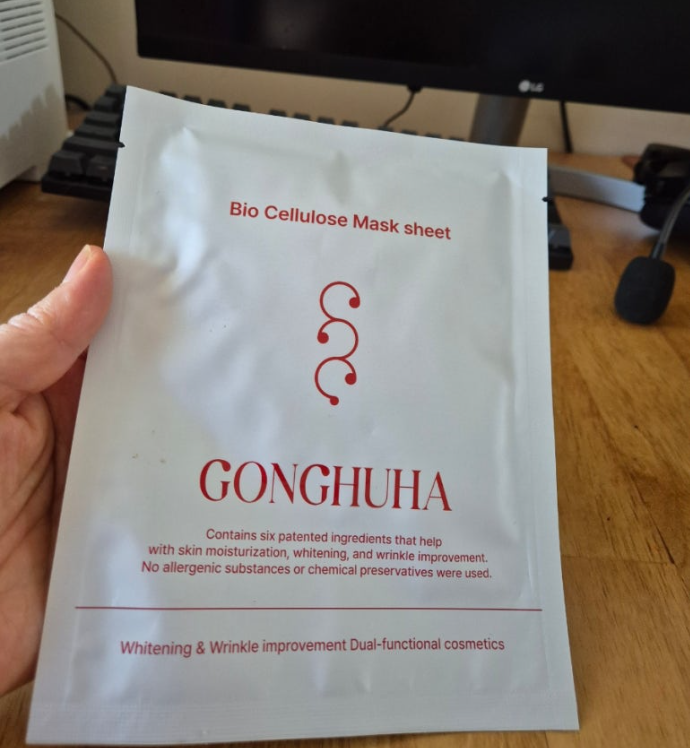 LG
Bio Cellulose Mask sheet
GONGHUHA
Contains six patented ingredients that help
with skin moisturization, whitening, and wrinkle improvement.
No allergenic substances or chemical preservatives were used.
Whitening & Wrinkle improvement Dual-functional cosmetics